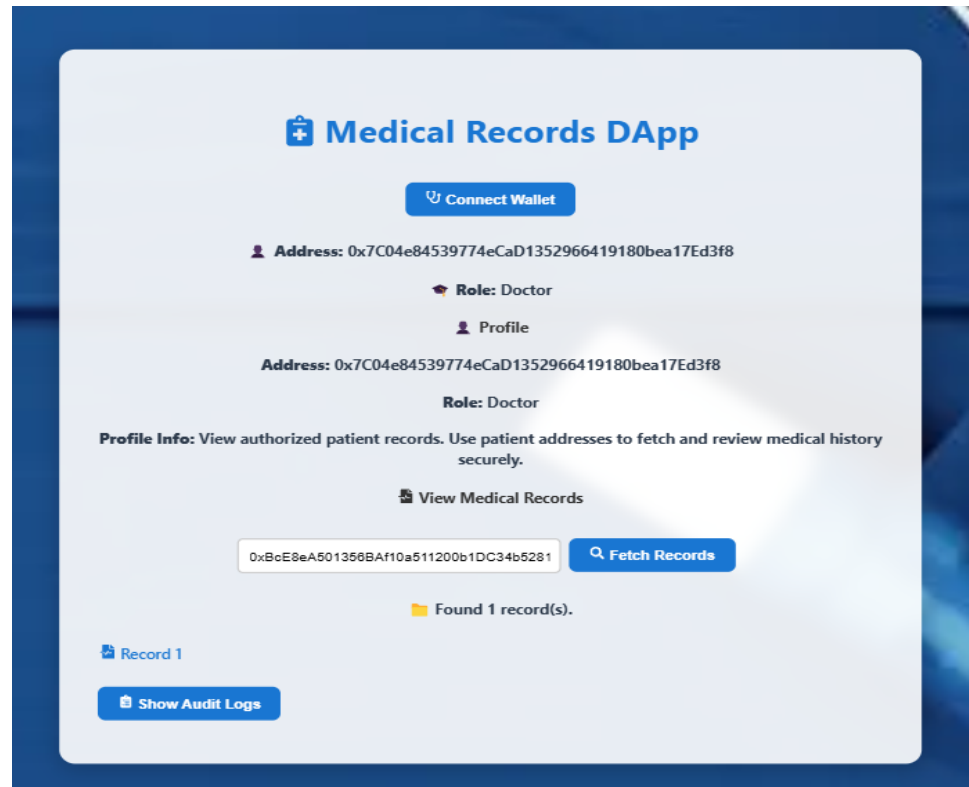 Medical Records DApp
Connect Wallet
Address: 0x7C04e84539774eCaD1352966419180bea17Ed3f8
Role: Doctor
Profile
Address: 0x7C04e84539774eCaD1352966419180bea17Ed3f8
Role: Doctor
Profile Info: View authorized patient records. Use patient addresses to fetch and review medical history
securely.
View Medical Records
0xBcE8eA501356BAf10a511200b1DC34b5281
Fetch Records
Found 1 record(s).
Record 1
Show Audit Logs